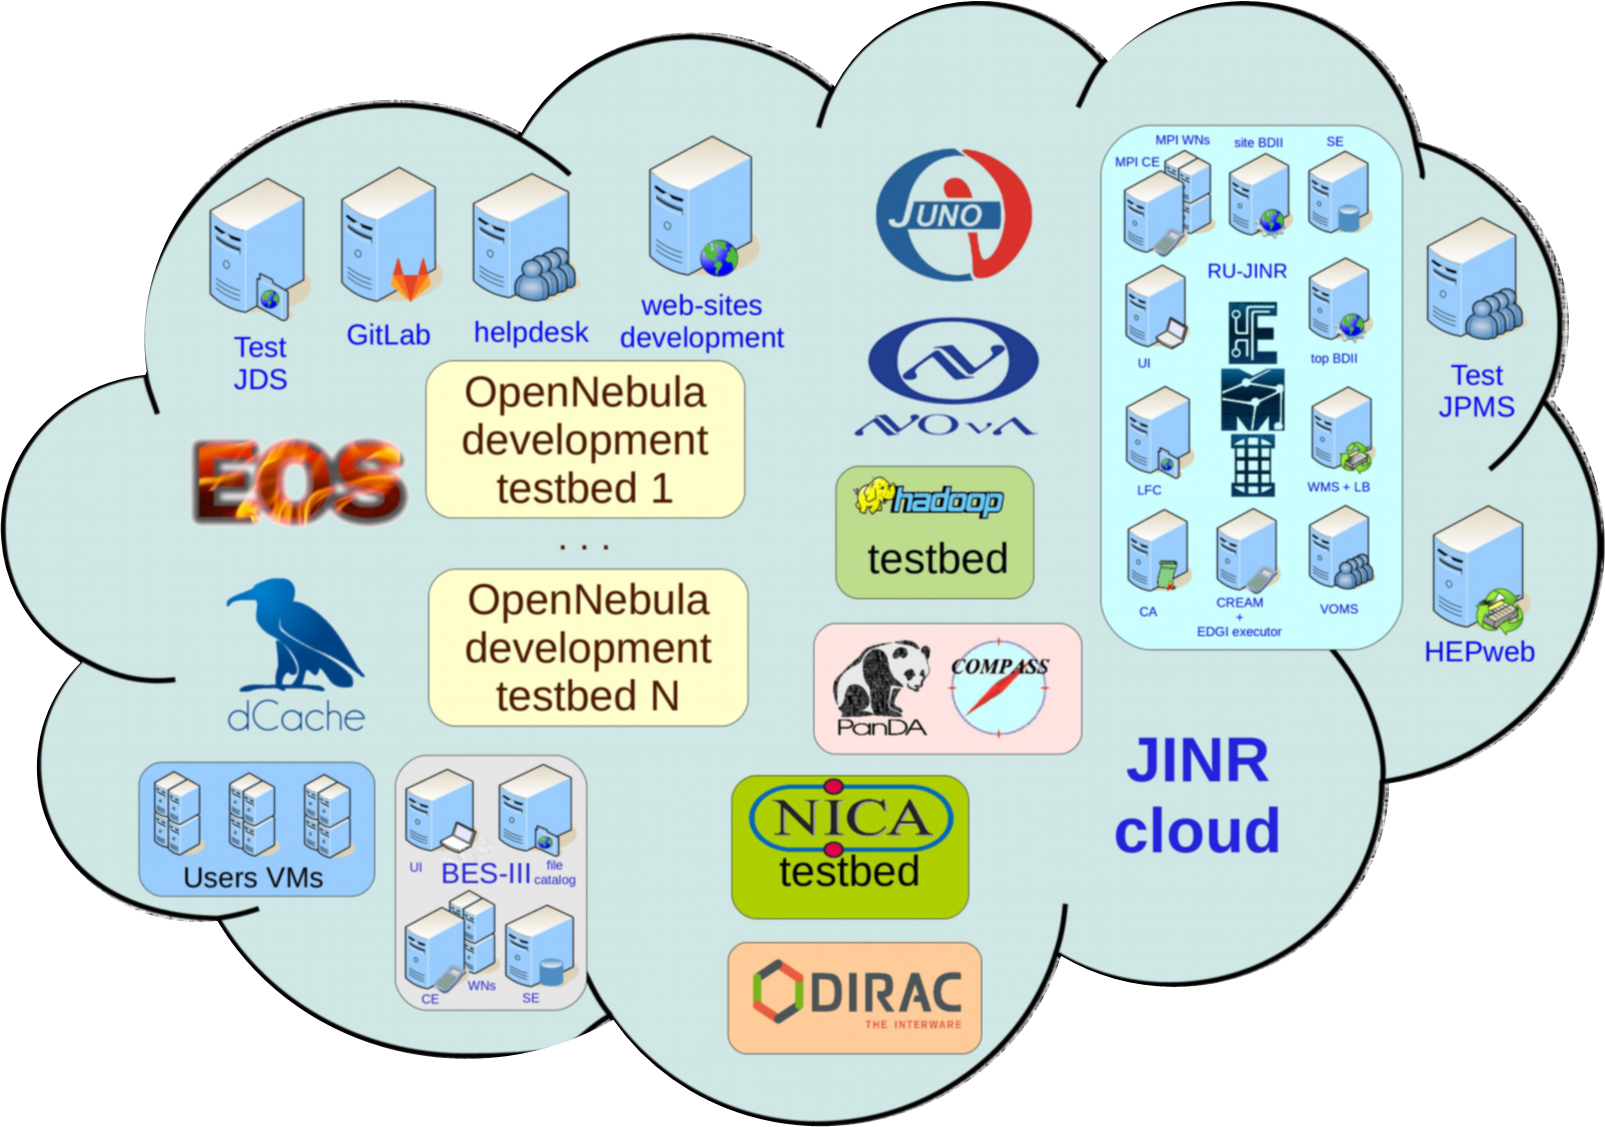 Test
JDS
GitLab
helpdesk
web-sites
development
EOS
OpenNebula
development
testbed 1
. . .
OpenNebula
development
testbed N
dCache
Users VMs
UI
BES-III
file
catalog
CE
WNs
SE
JUNO
NOνA
hadoop
testbed
PanDA
COMPASS
NICA
testbed
DIRAC
THE INTERWARE
MPI WNs
MPI CE
site BDII
SE
RU-JINR
UI
top BDII
LFC
WMS + LB
CA
CREAM
+
EDGI executor
VOMS
Test
JPMS
HEPweb
JINR
cloud